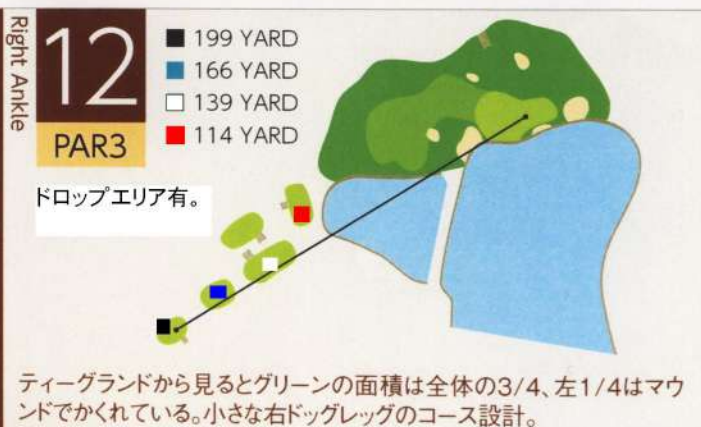 Right Ankle
12
PAR3
199 YARD
166 YARD
139 YARD
114 YARD
ドロップエリア有。
ティーグランドから見るとグリーンの面積は全体の3/4、左1/4はマウ
ンドでかくれている。小さな右ドッグレッグのコース設計。